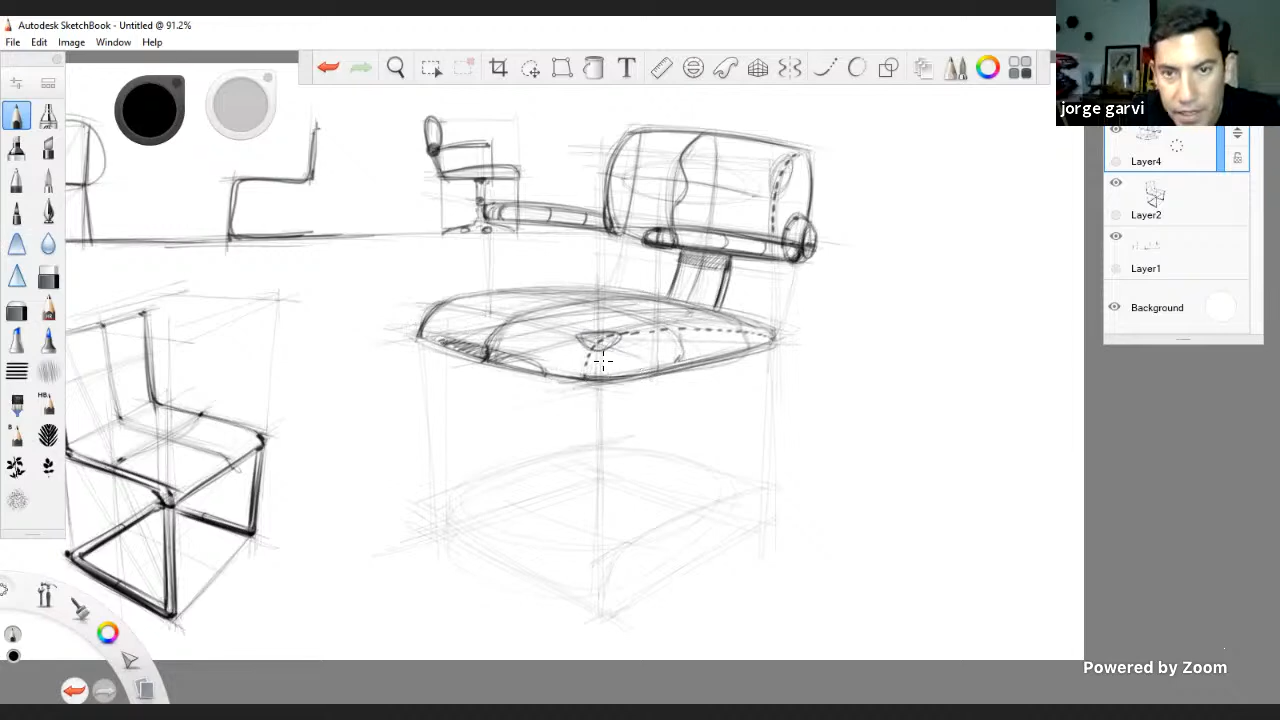 Autodesk SketchBook - Untitled @ 91.2%
File Edit Image Window Help
T
jorge garvi
Layer4
Layer2
Layer1
Background
HB.
B
Powered by Zoom